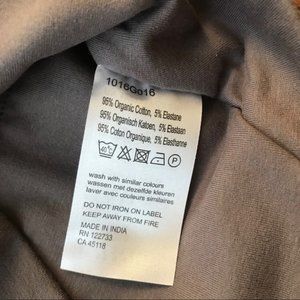 1016Go16
95% Organic Cotton, 5% Elastane
95% Organisch Katoen, 5% Elastaan
95% Coton Organique, 5% Elasthanne
40° P
wash with similar colours
wassen met dezelfde kleuren
laver avec couleurs similaires
DO NOT IRON ON LABEL
KEEP AWAY FROM FIRE
MADE IN INDIA
RN 122733
CA 45118